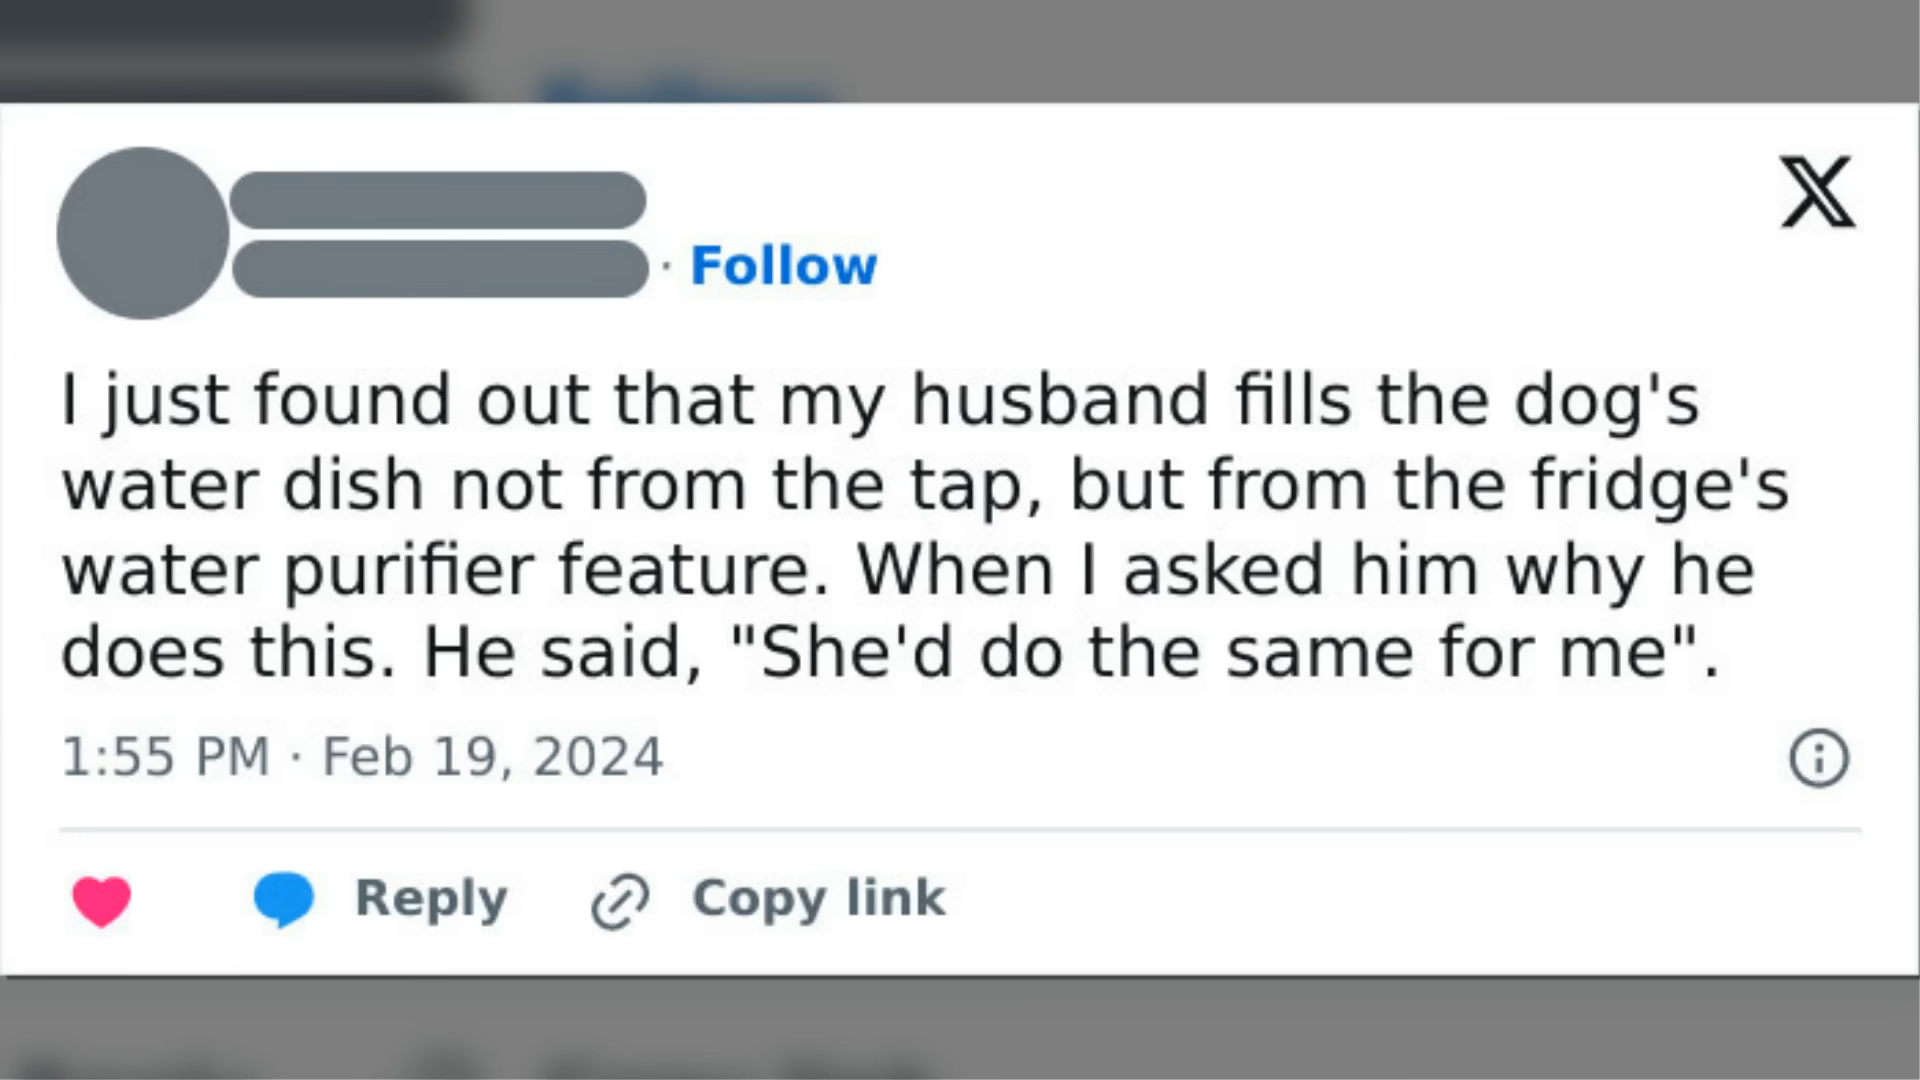 · Follow
I just found out that my husband fills the dog's
water dish not from the tap, but from the fridge's
water purifier feature. When I asked him why he
does this. He said, "She'd do the same for me".
1:55 PM · Feb 19, 2024
Reply Copy link